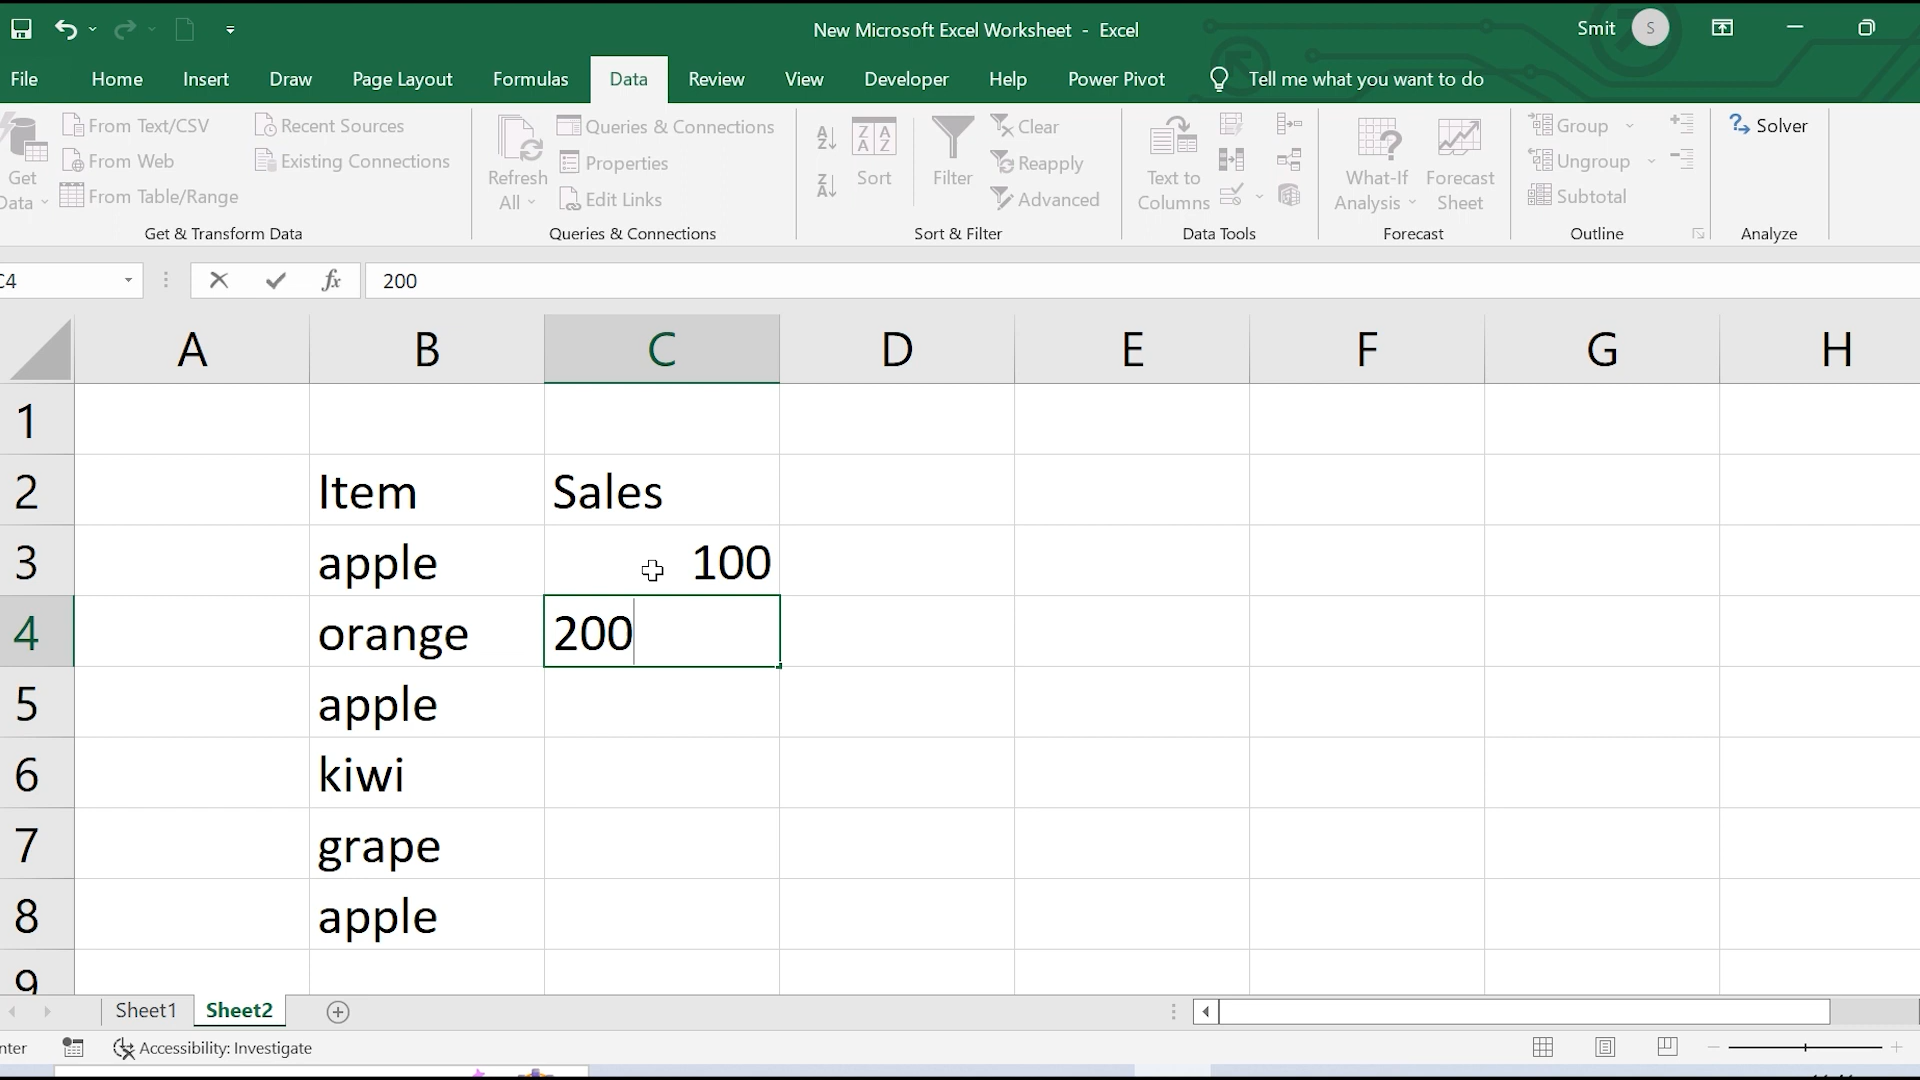 New Microsoft Excel Worksheet - Excel
Smit
S
File Home Insert Draw Page Layout Formulas Data Review View Developer Help Power Pivot Tell me what you want to do
Get Data
From Text/CSV
From Web
From Table/Range
Recent Sources
Existing Connections
Get & Transform Data
Refresh All
Queries & Connections
Properties
Edit Links
Queries & Connections
Sort
Filter
Clear
Reapply
Advanced
Sort & Filter
Text to Columns
Data Tools
What-If Analysis
Forecast Sheet
Forecast
Group
Ungroup
Subtotal
Outline
Solver
Analyze
C4
fx
200
A B C D E F G H
1
2 Item Sales
3 apple 100
4 orange 200
5 apple
6 kiwi
7 grape
8 apple
9
Sheet1 Sheet2
nter
Accessibility: Investigate